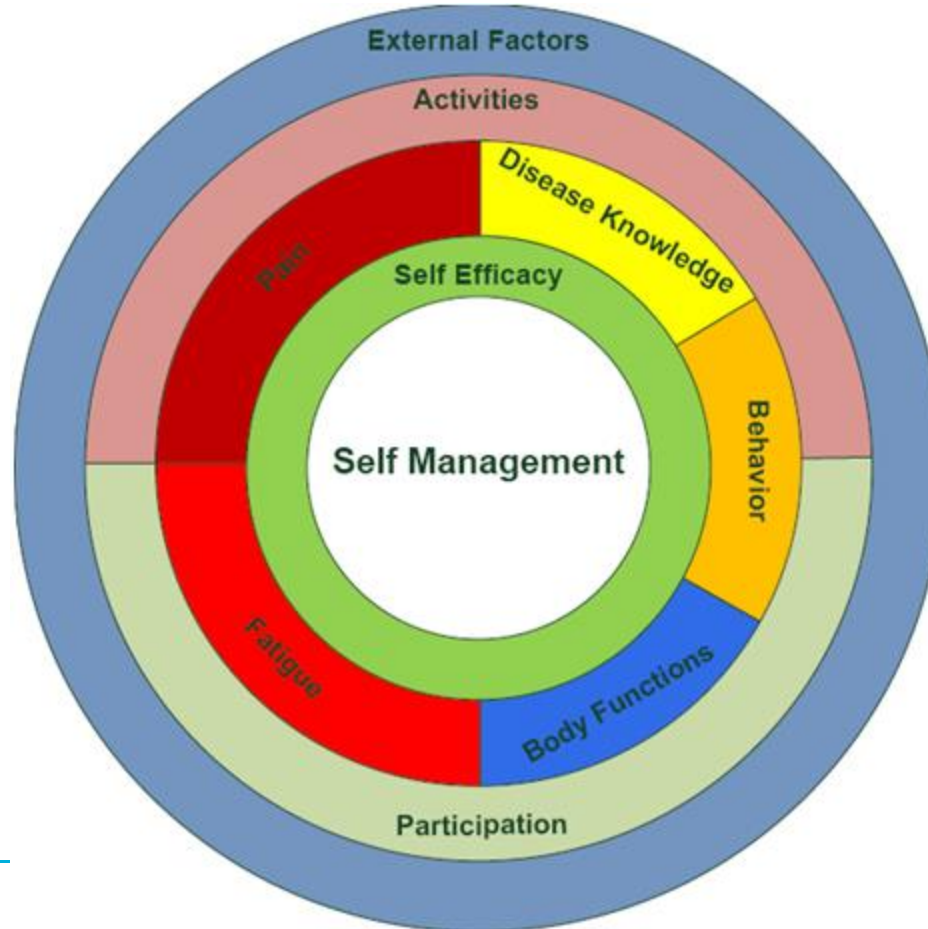 External Factors
Activities
Disease Knowledge
Pain
Self Efficacy
Behavior
Self Management
Fatigue
Body Functions
Participation